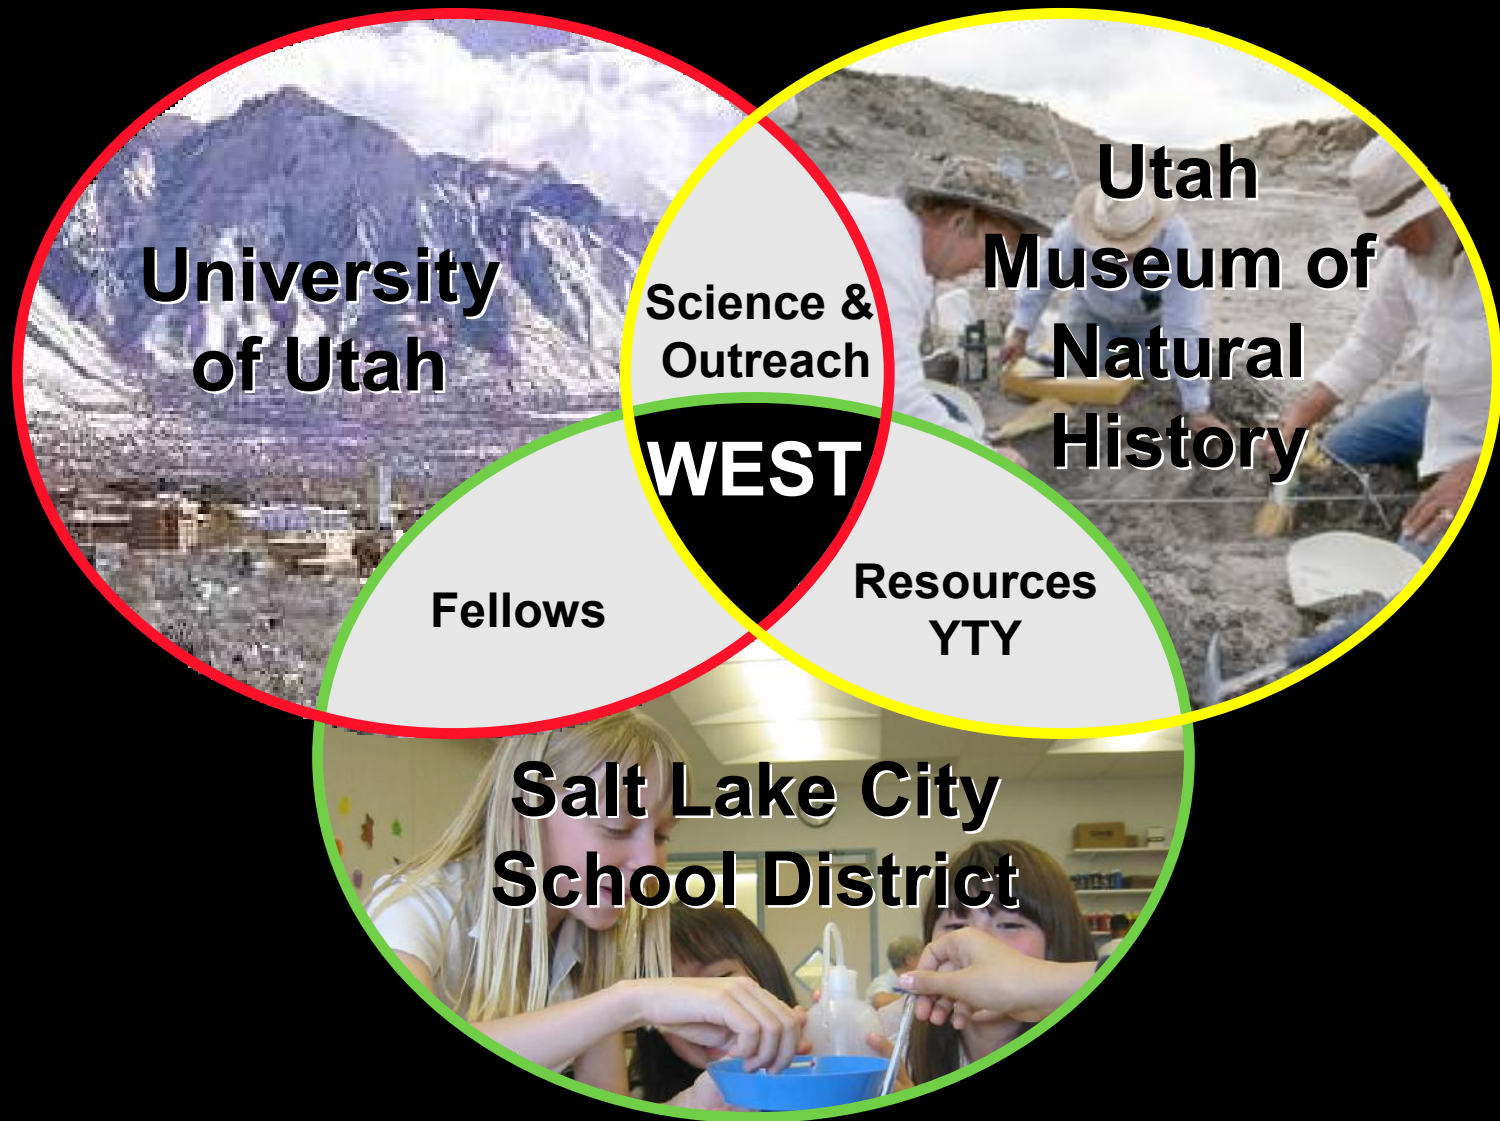 University
of Utah
Utah
Museum of
Natural
History
Science &
Outreach
WEST
Fellows
Resources
YTY
Salt Lake City
School District